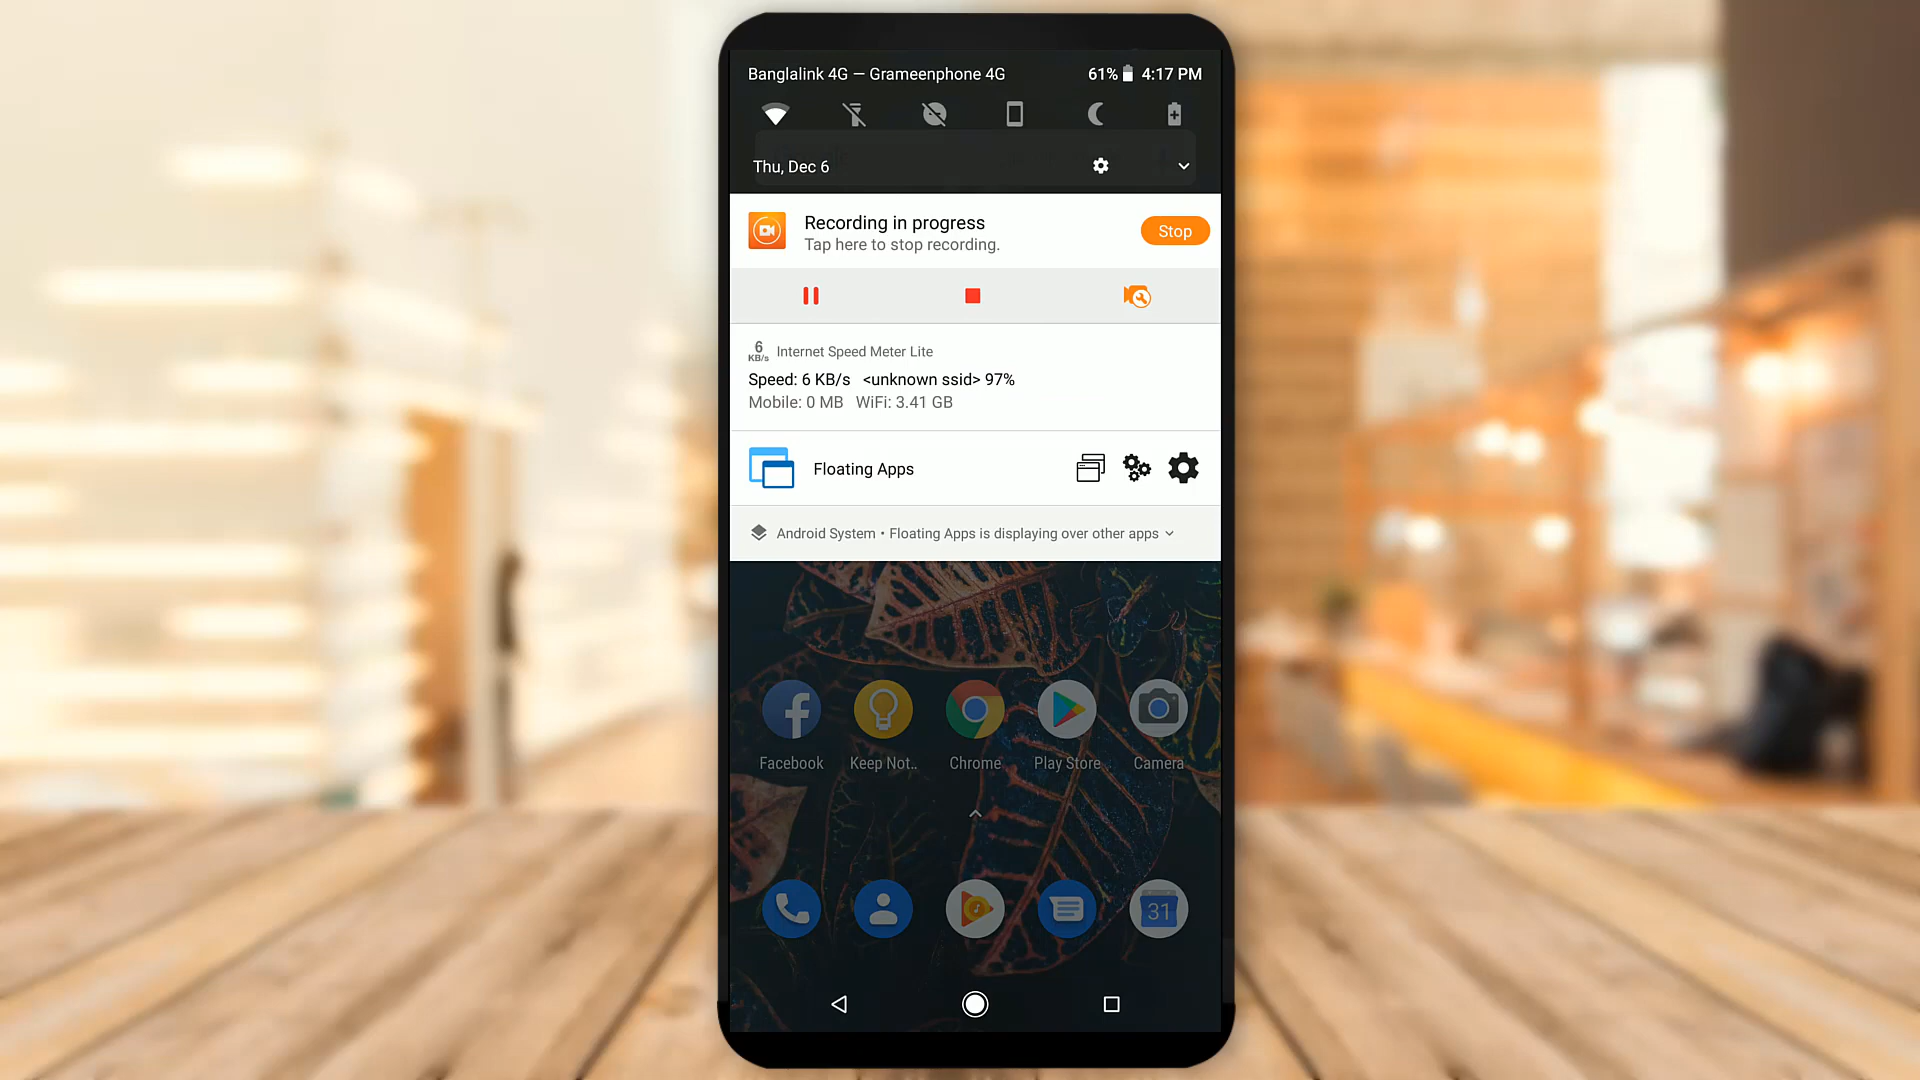 Banglalink 4G — Grameenphone 4G 61% 4:17 PM
Thu, Dec 6
Recording in progress
Tap here to stop recording.
Stop
6
KB/s Internet Speed Meter Lite
Speed: 6 KB/s <unknown ssid> 97%
Mobile: 0 MB WiFi: 3.41 GB
Floating Apps
Android System • Floating Apps is displaying over other apps
Facebook Keep Not.. Chrome Play Store.. Camera
31